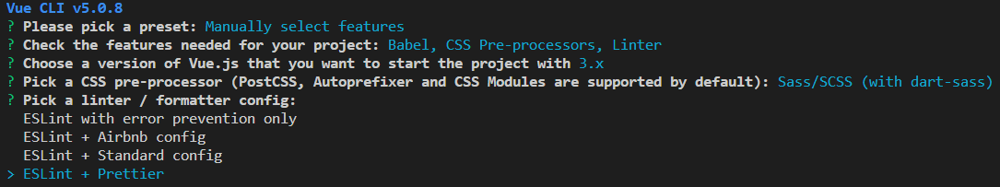 Vue CLI v5.0.8
? Please pick a preset: Manually select features
? Check the features needed for your project: Babel, CSS Pre-processors, Linter
? Choose a version of Vue.js that you want to start the project with 3.x
? Pick a CSS pre-processor (PostCSS, Autoprefixer and CSS Modules are supported by default): Sass/SCSS (with dart-sass)
? Pick a linter / formatter config:
  ESLint with error prevention only
  ESLint + Airbnb config
  ESLint + Standard config
> ESLint + Prettier